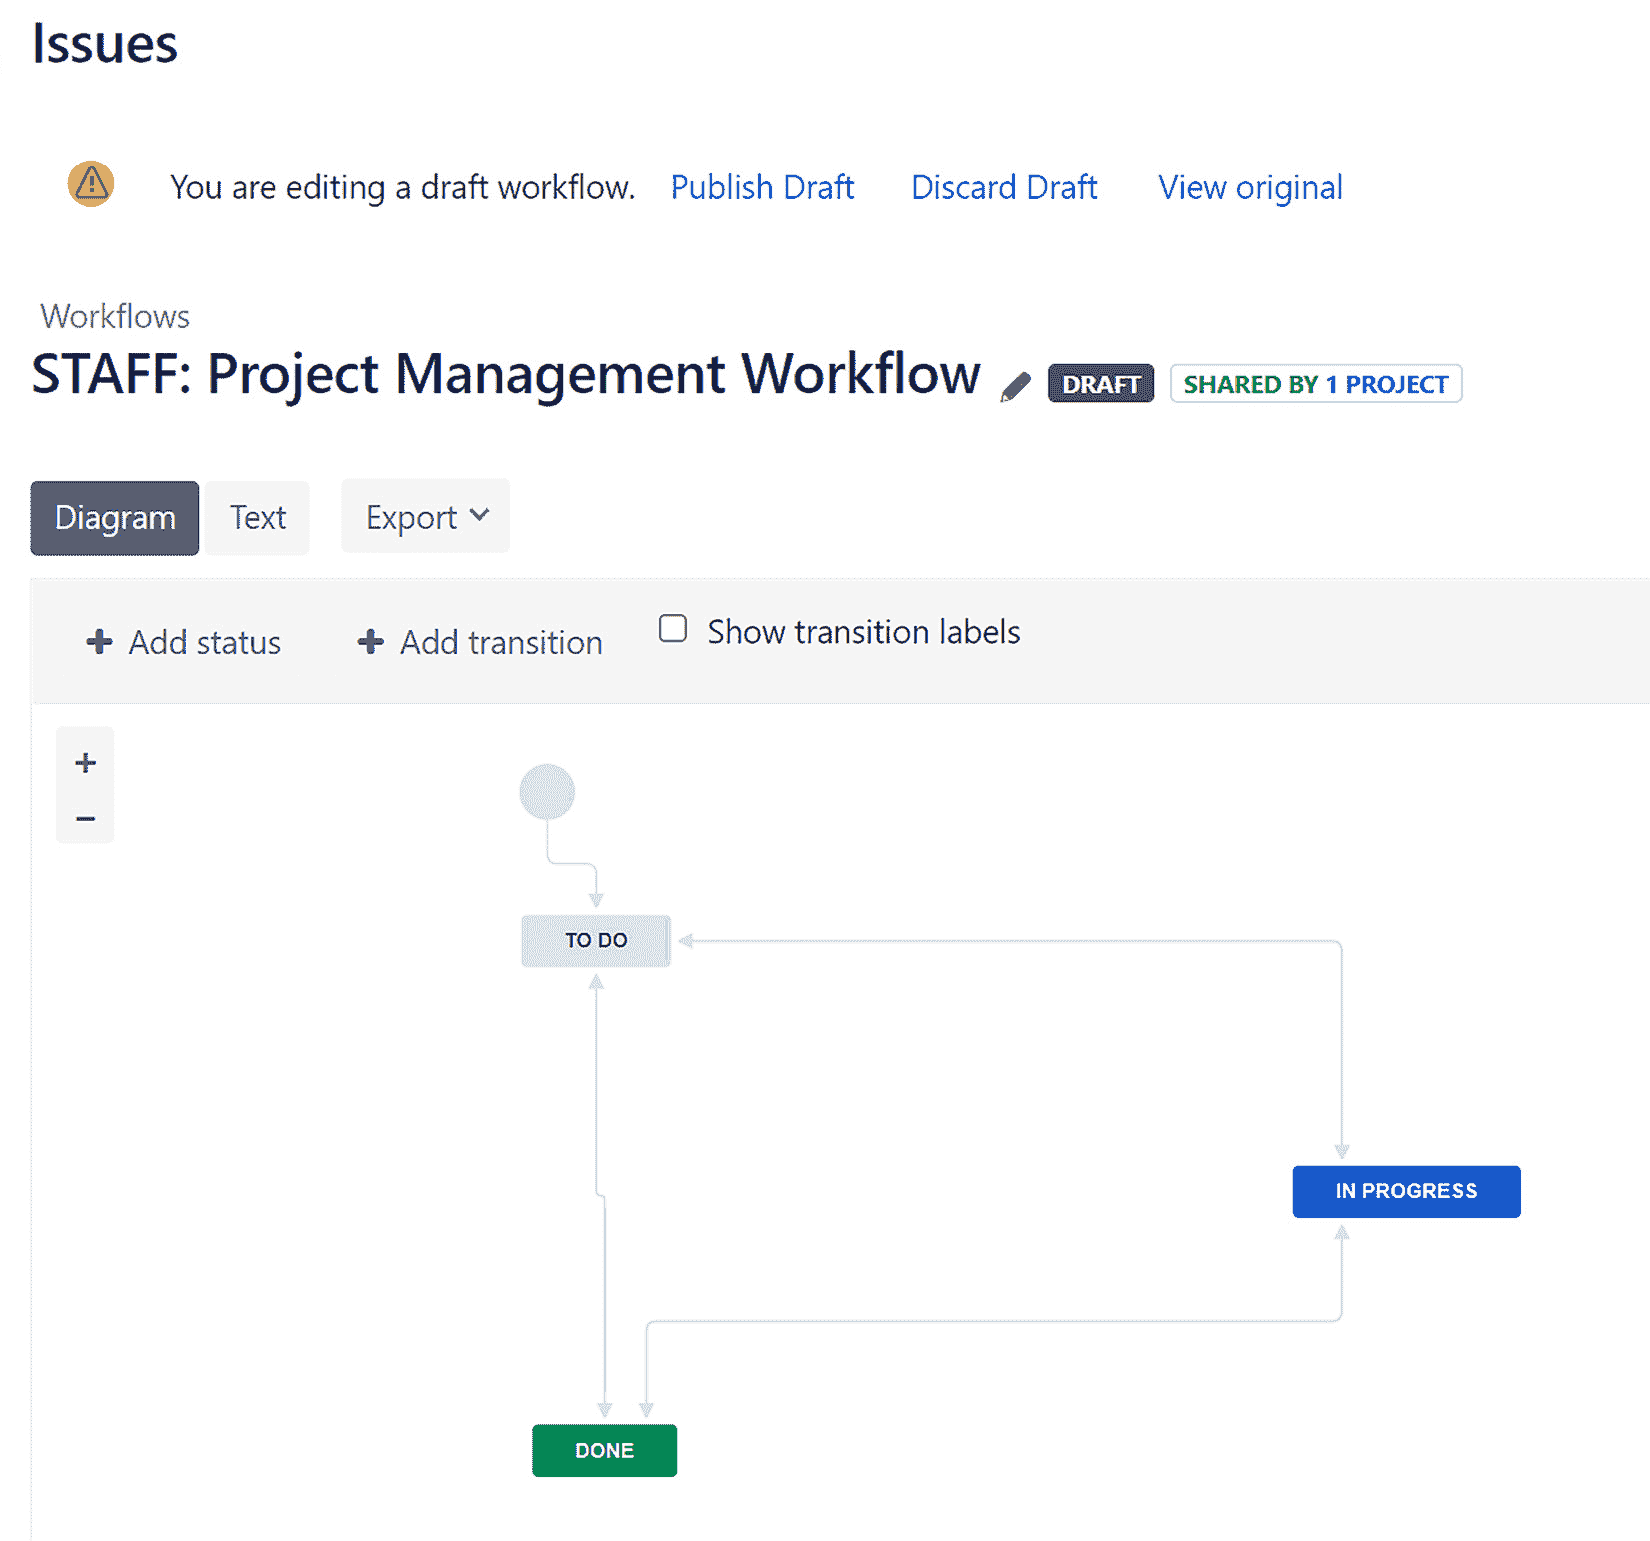 Issues
You are editing a draft workflow. Publish Draft Discard Draft View original
Workflows
STAFF: Project Management Workflow DRAFT SHARED BY 1 PROJECT
Diagram Text Export
+ Add status + Add transition Show transition labels
+
−
TO DO
IN PROGRESS
DONE